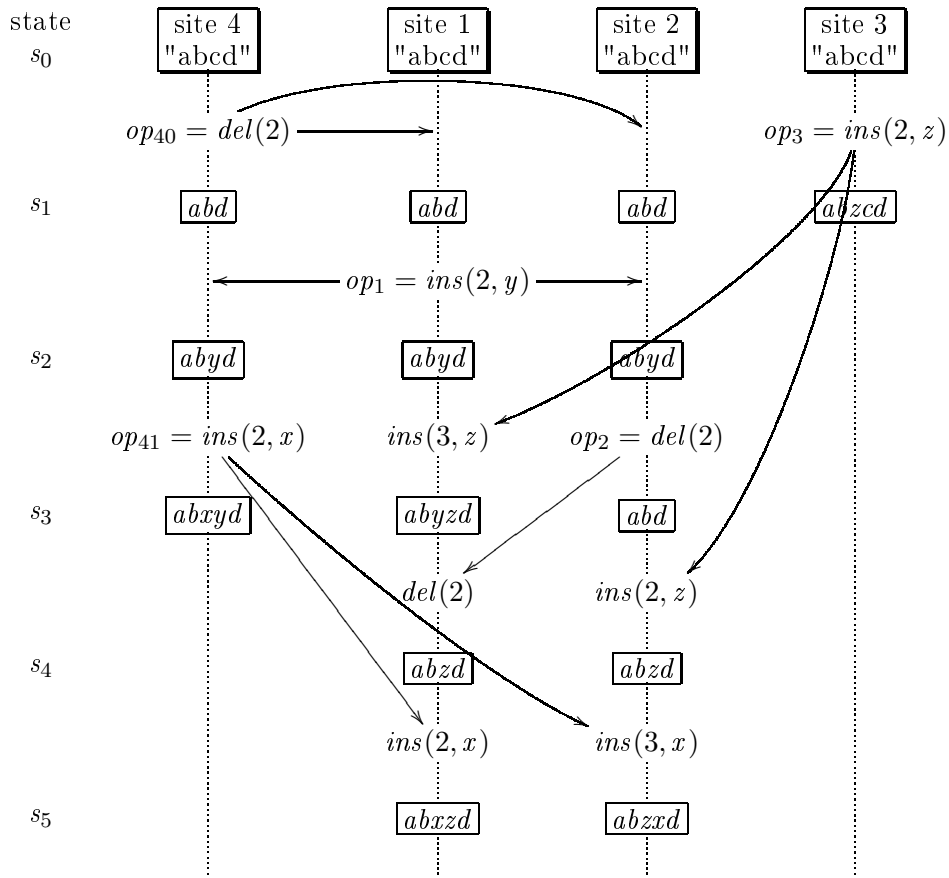 state site 4 site 1 site 2 site 3
s0 "abcd" "abcd" "abcd" "abcd"
op40 = del(2) op3 = ins(2, z)
s1 abd abd abd abzcd
op1 = ins(2, y)
s2 abyd abyd abyd
op41 = ins(2, x) ins(3, z) op2 = del(2)
s3 abxyd abyzd abd
del(2) ins(2, z)
s4 abzd abzd
ins(2, x) ins(3, x)
s5 abxzd abzxd